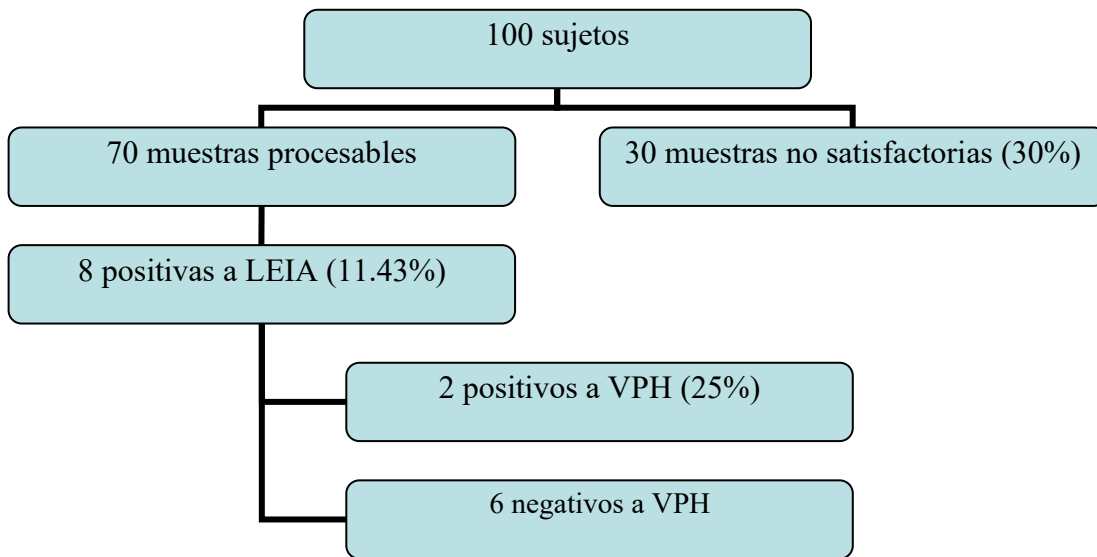 100 sujetos
70 muestras procesables
30 muestras no satisfactorias (30%)
8 positivas a LEIA (11.43%)
2 positivos a VPH (25%)
6 negativos a VPH